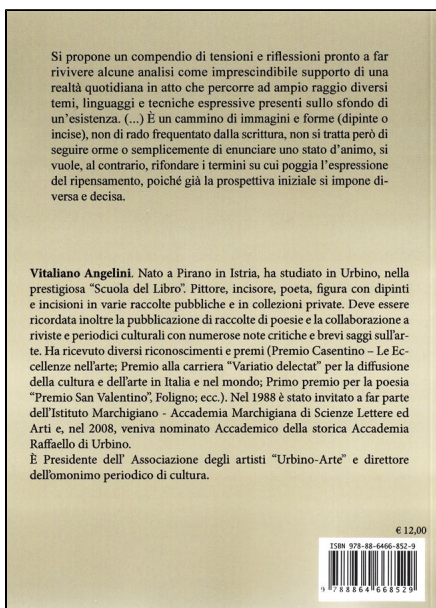 Si propone un compendio di tensioni e riflessioni pronto a far
rivivere alcune analisi come imprescindibile supporto di una
realtà quotidiana in atto che percorre ad ampio raggio diversi
temi, linguaggi e tecniche espressive presenti sullo sfondo di
un'esistenza. (...) È un cammino di immagini e forme (dipinte o
incise), non di rado frequentato dalla scrittura, non si tratta però di
seguire orme o semplicemente di enunciare uno stato d'animo, si
vuole, al contrario, rifondare i termini su cui poggia l'espressione
del ripensamento, poiché già la prospettiva iniziale si impone di-
versa e decisa.
Vitaliano Angelini. Nato a Pirano in Istria, ha studiato in Urbino, nella
prestigiosa "Scuola del Libro". Pittore, incisore, poeta, figura con dipinti
e incisioni in varie raccolte pubbliche e in collezioni private. Deve essere
ricordata inoltre la pubblicazione di raccolte di poesie e la collaborazione a
riviste e periodici culturali con numerose note critiche e brevi saggi sull'ar-
te. Ha ricevuto diversi riconoscimenti e premi (Premio Casentino – Le Ec-
cellenze nell'arte; Premio alla carriera "Variatio delectat" per la diffusione
della cultura e dell'arte in Italia e nel mondo; Primo premio per la poesia
"Premio San Valentino", Foligno; ecc.). Nel 1988 è stato invitato a far parte
dell'Istituto Marchigiano - Accademia Marchigiana di Scienze Lettere ed
Arti e, nel 2008, veniva nominato Accademico della storica Accademia
Raffaello di Urbino.
È Presidente dell' Associazione degli artisti "Urbino-Arte" e direttore
dell'omonimo periodico di cultura.
€ 12,00
ISBN 978-88-6466-852-9
9 788864 668529